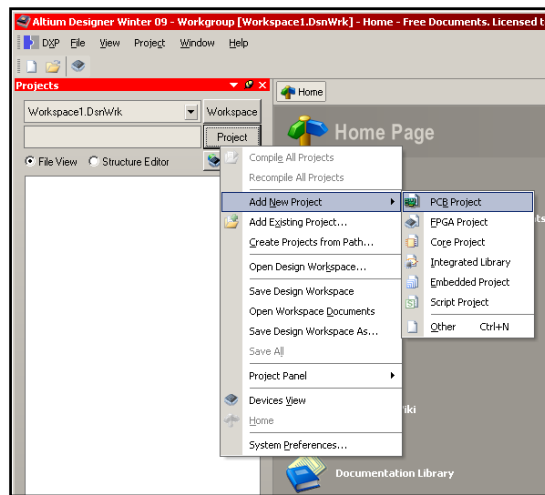 Altium Designer Winter 09 - Workgroup [Workspace1.DsnWrk] - Home - Free Documents. Licensed t
DXP File View Project Window Help
Projects
Home
Workspace1.DsnWrk Workspace
Project
Home Page
File View Structure Editor
Compile All Projects
Recompile All Projects
Add New Project
PCB Project
Add Existing Project...
FPGA Project
Create Projects from Path...
Core Project
Open Design Workspace...
Integrated Library
Save Design Workspace
Embedded Project
Open Workspace Documents
Script Project
Save Design Workspace As...
Other Ctrl+N
Save All
Project Panel
Devices View
iki
Home
System Preferences...
Documentation Library